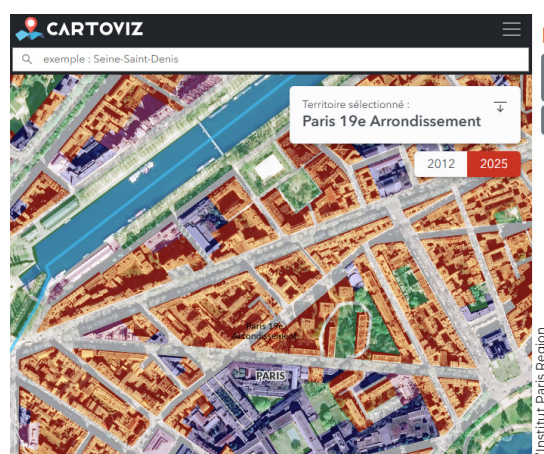 CARTOVIZ
exemple : Seine-Saint-Denis
Territoire sélectionné :
Paris 19e Arrondissement
2012 2025
Paris 19e
Arrondissement
PARIS
Institut Paris Region